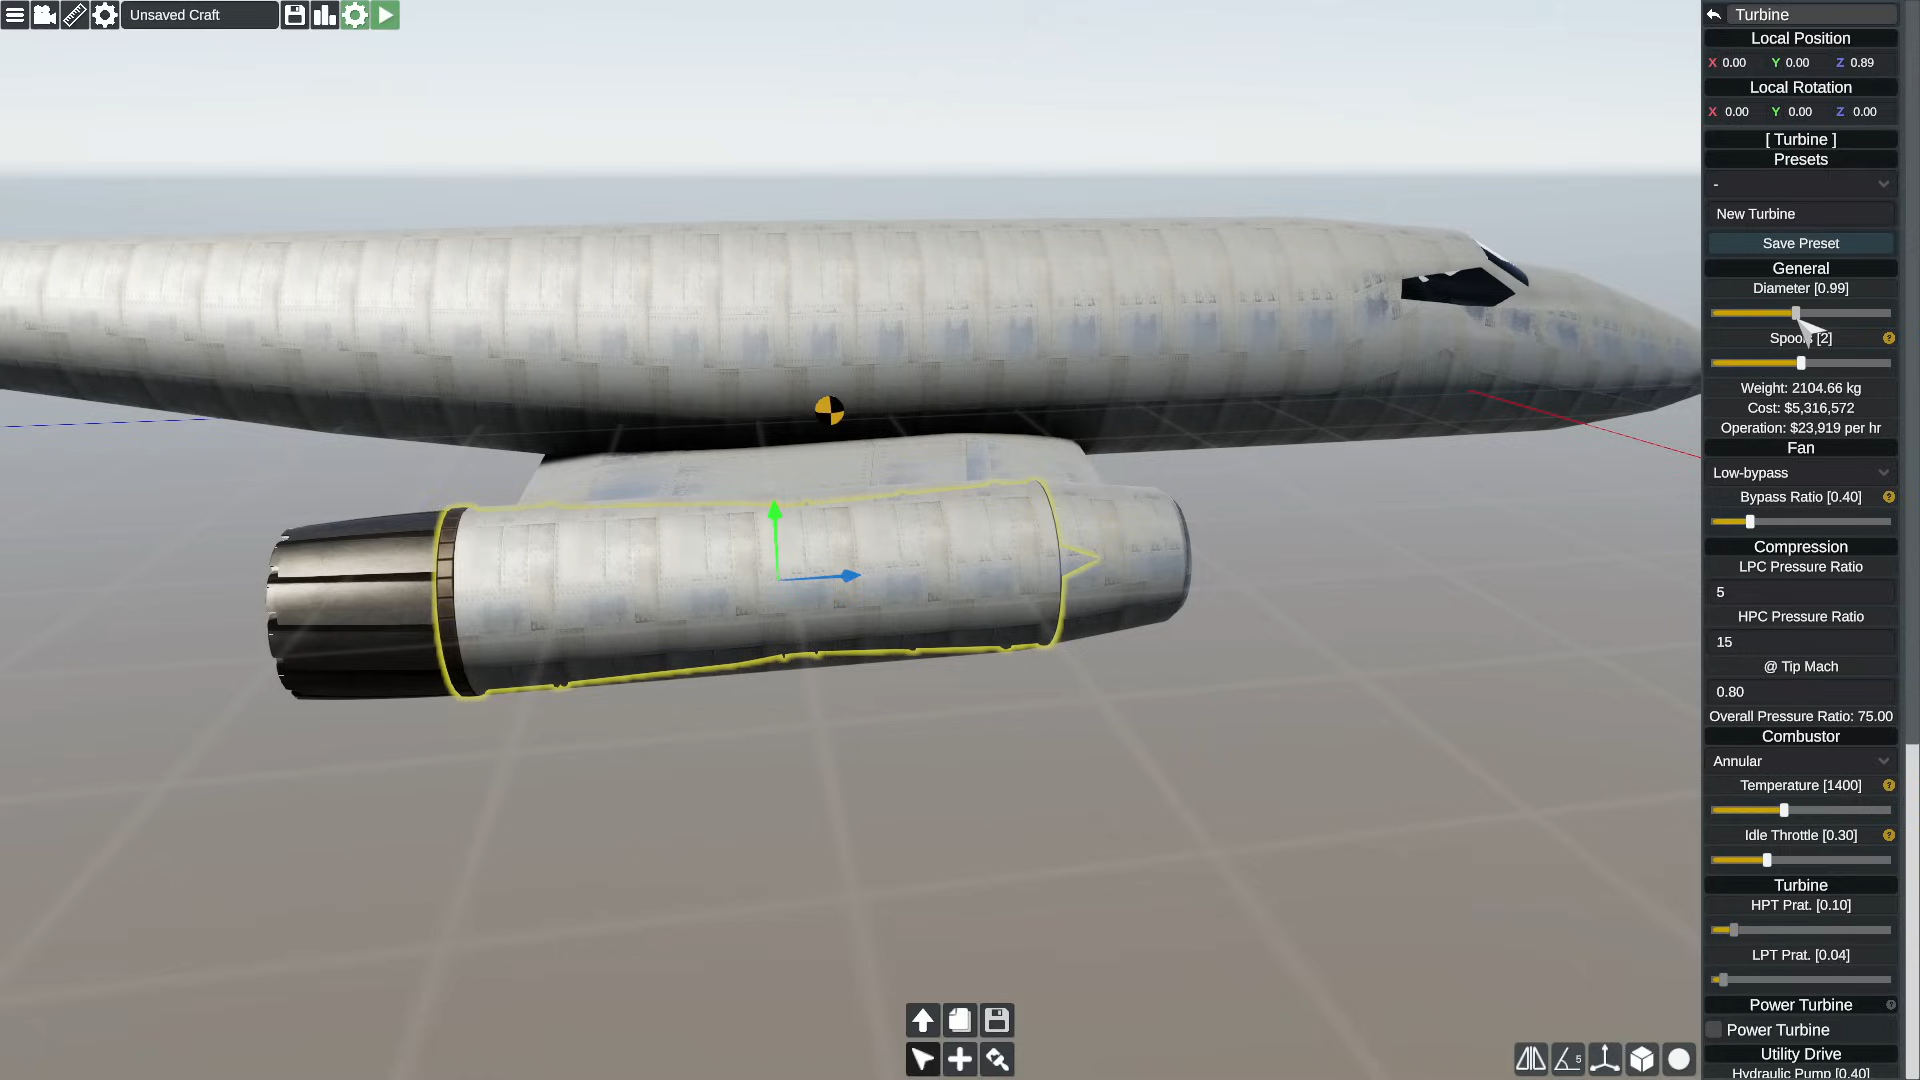 Unsaved Craft
Turbine
Local Position
X 0.00 Y 0.00 Z 0.89
Local Rotation
X 0.00 Y 0.00 Z 0.00
[ Turbine ]
Presets
-
New Turbine
Save Preset
General
Diameter [0.99]
Spools [2]
Weight: 2104.66 kg
Cost: $5,316,572
Operation: $23,919 per hr
Fan
Low-bypass
Bypass Ratio [0.40]
Compression
LPC Pressure Ratio
5
HPC Pressure Ratio
15
@ Tip Mach
0.80
Overall Pressure Ratio: 75.00
Combustor
Annular
Temperature [1400]
Idle Throttle [0.30]
Turbine
HPT Prat. [0.10]
LPT Prat. [0.04]
Power Turbine
Power Turbine
Utility Drive
Hydraulic Pump [0.40]
5